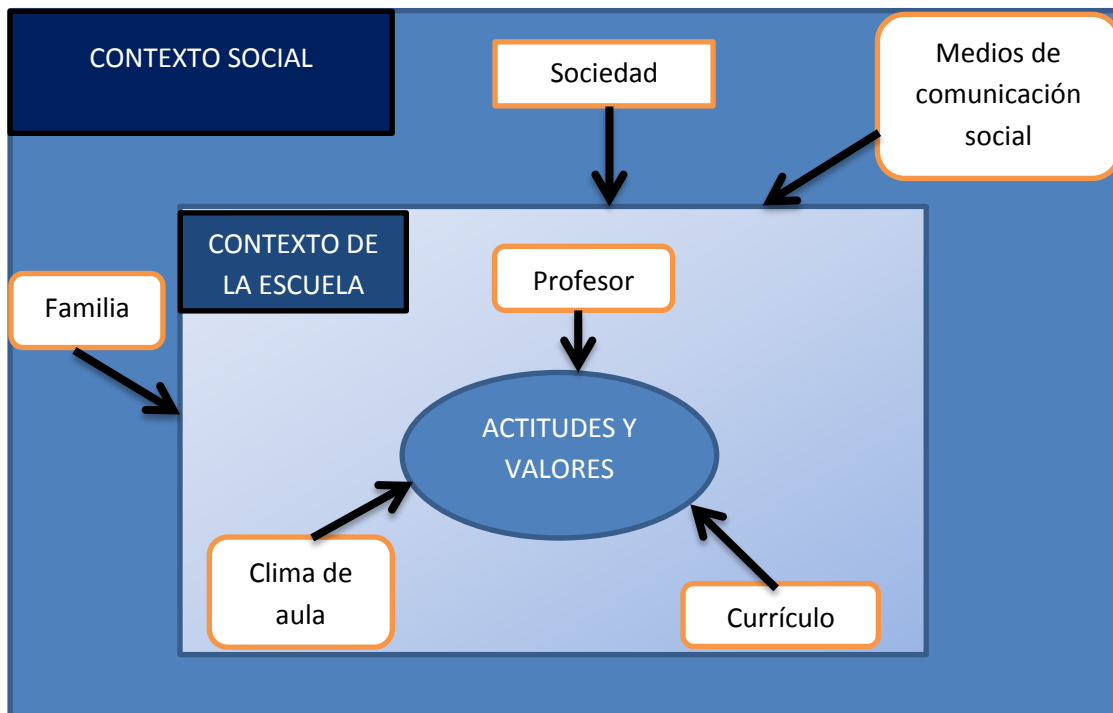 CONTEXTO SOCIAL
Sociedad
Medios de
comunicación
social
CONTEXTO DE
LA ESCUELA
Profesor
Familia
ACTITUDES Y
VALORES
Clima de
aula
Currículo